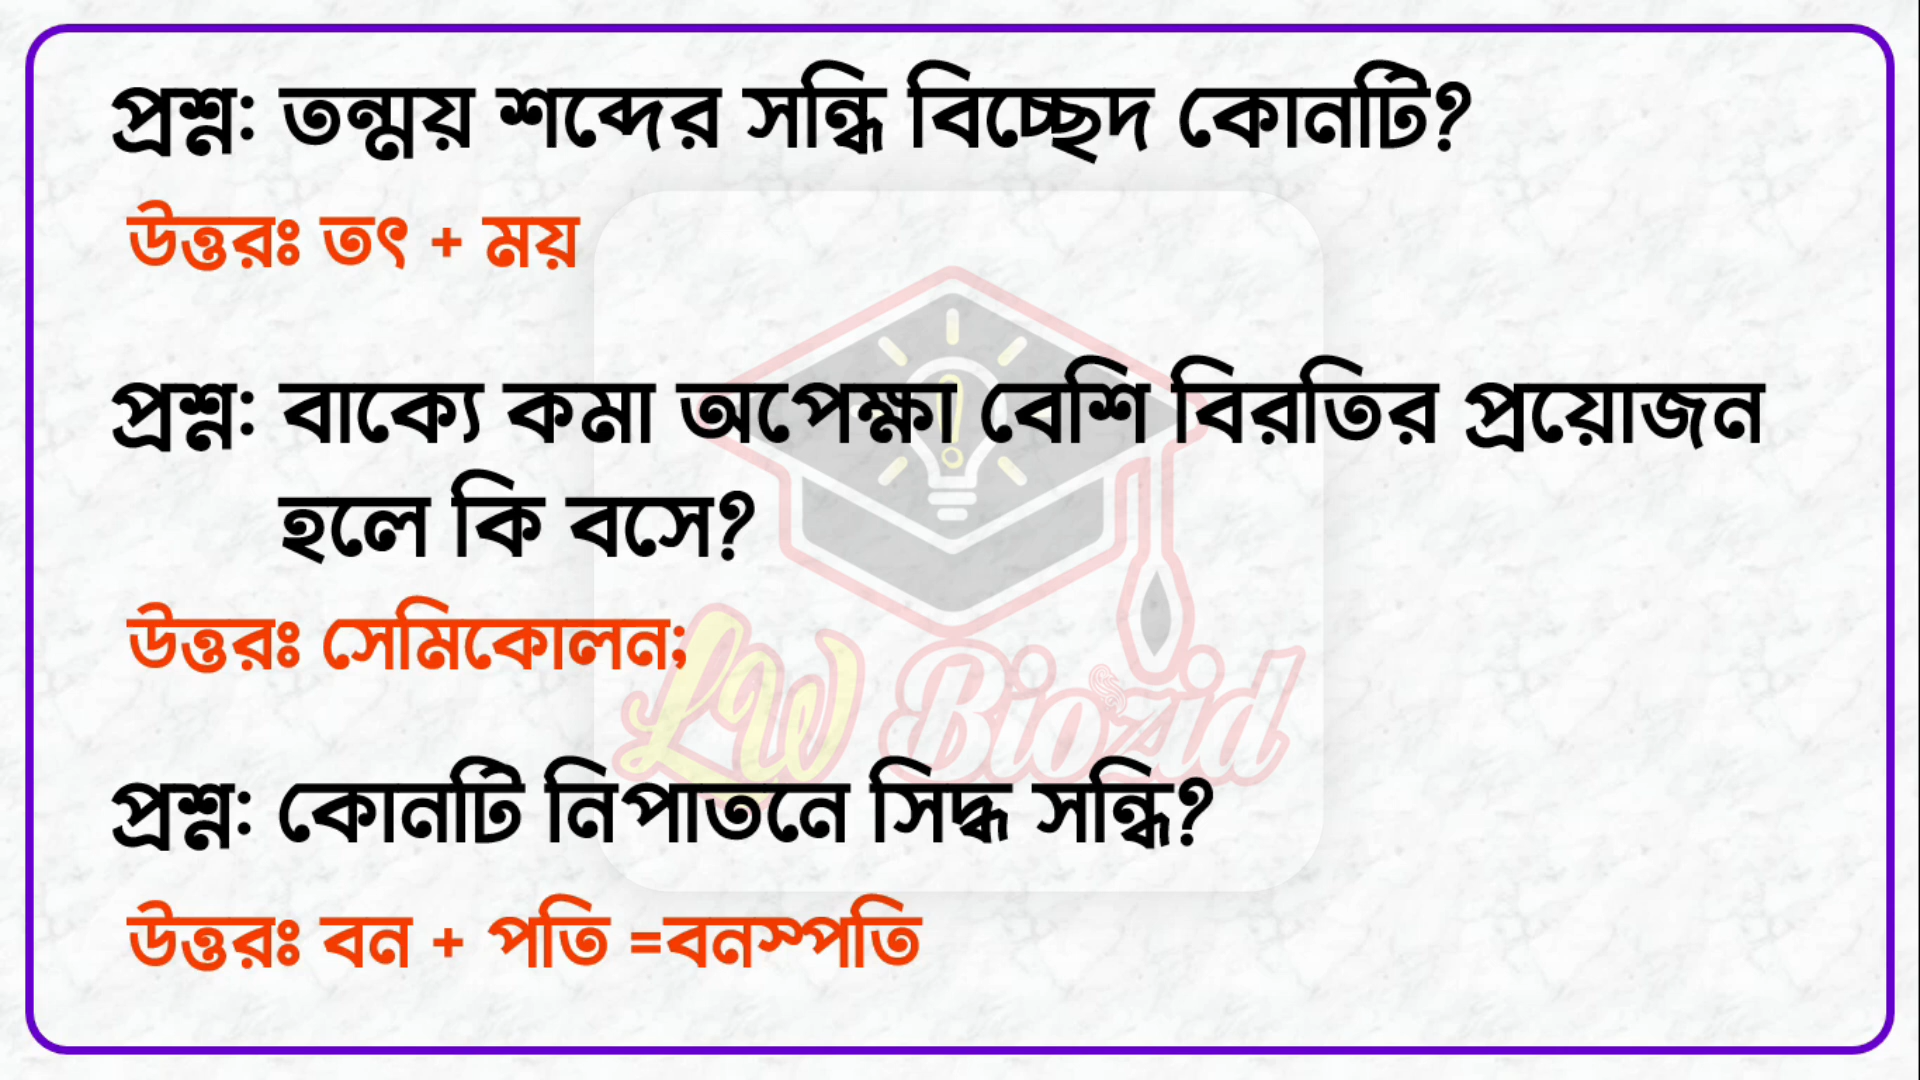 প্রশ্ন: তন্ময় শব্দের সন্ধি বিচ্ছেদ কোনটি?
উত্তরঃ তৎ + ময়
প্রশ্ন: বাক্যে কমা অপেক্ষা বেশি বিরতির প্রয়োজন
হলে কি বসে?
উত্তরঃ সেমিকোলন;
LW Biozid
প্রশ্ন: কোনটি নিপাতনে সিদ্ধ সন্ধি?
উত্তরঃ বন + পতি =বনস্পতি